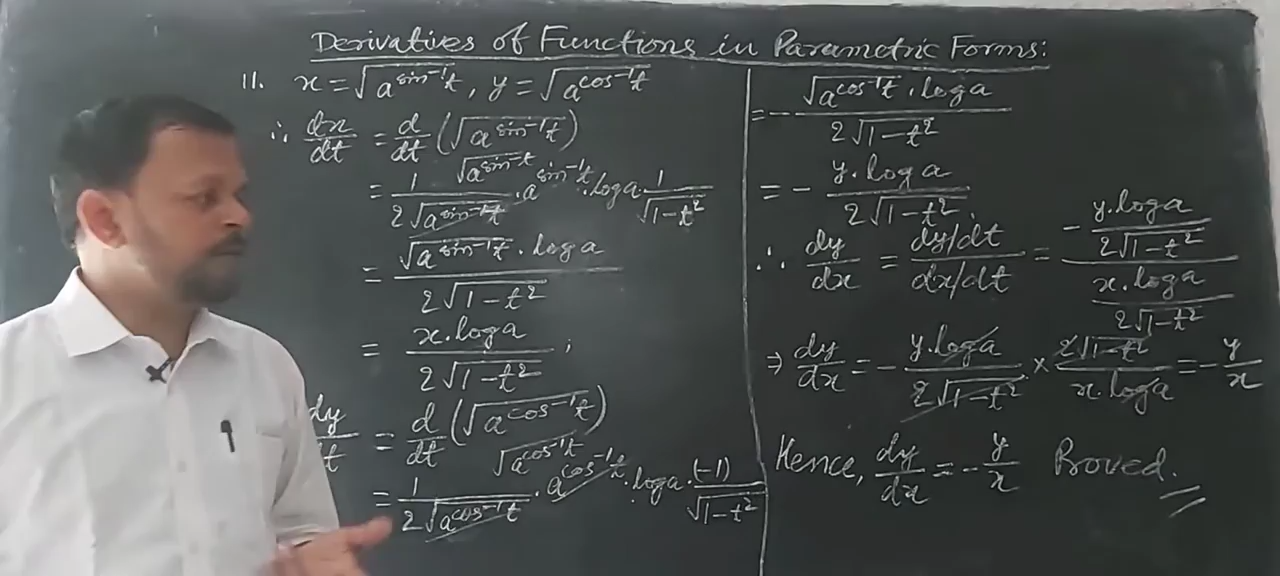 Derivatives of Functions in Parametric Forms:
11. x = √(a^(sin⁻¹t)), y = √(a^(cos⁻¹t))
∴ dx/dt = d/dt (√(a^(sin⁻¹t)))
= 1/(2√(a^(sin⁻¹t))) · a^(sin⁻¹t) · log a · 1/√(1-t²)
√(a^(sin⁻¹t))
= (√(a^(sin⁻¹t)) · log a)/(2√(1-t²))
= (x · log a)/(2√(1-t²)) ;
dy/dt = d/dt (√(a^(cos⁻¹t)))
√(a^(cos⁻¹t))
= 1/(2√(a^(cos⁻¹t))) · a^(cos⁻¹t) · log a · (-1)/√(1-t²)
= - (√(a^(cos⁻¹t)) · log a)/(2√(1-t²))
= - (y · log a)/(2√(1-t²)) .
∴ dy/dx = (dy/dt)/(dx/dt) = (- (y · log a)/(2√(1-t²)))/((x · log a)/(2√(1-t²)))
⇒ dy/dx = - (y · log a)/(2√(1-t²)) × (2√(1-t²))/(x · log a) = - y/x
Hence, dy/dx = - y/x Proved.